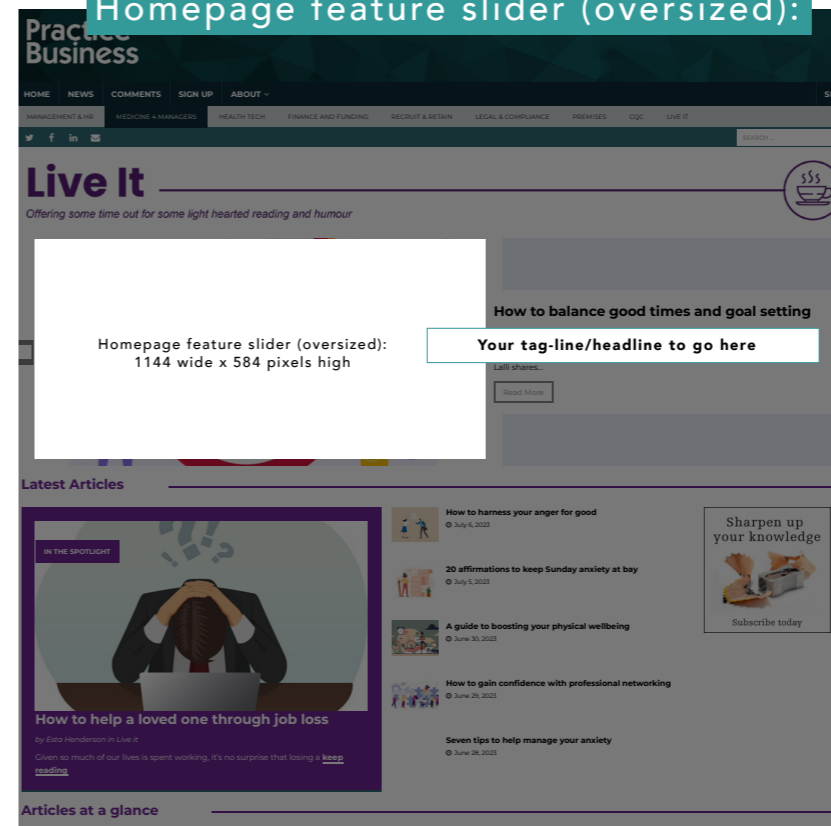 Homepage feature slider (oversized):
Practice
Business
HOME NEWS COMMENTS SIGN UP ABOUT
MANAGEMENT & HR MEDICINE 4 MANAGERS HEALTH TECH FINANCE AND FUNDING RECRUIT & RETAIN LEGAL & COMPLIANCE PREMISES CQC LIVE IT
SEARCH ...
Live It
Offering some time out for some light hearted reading and humour
Homepage feature slider (oversized):
1144 wide x 584 pixels high
How to balance good times and goal setting
Your tag-line/headline to go here
Lalli shares...
Read More
Latest Articles
IN THE SPOTLIGHT
How to help a loved one through job loss
by Esta Henderson in Live it
Given so much of our lives is spent working, it's no surprise that losing a keep
reading
How to harness your anger for good
July 6, 2023
20 affirmations to keep Sunday anxiety at bay
July 5, 2023
A guide to boosting your physical wellbeing
June 30, 2023
How to gain confidence with professional networking
June 29, 2023
Seven tips to help manage your anxiety
June 28, 2023
Sharpen up
your knowledge
Subscribe today
Articles at a glance